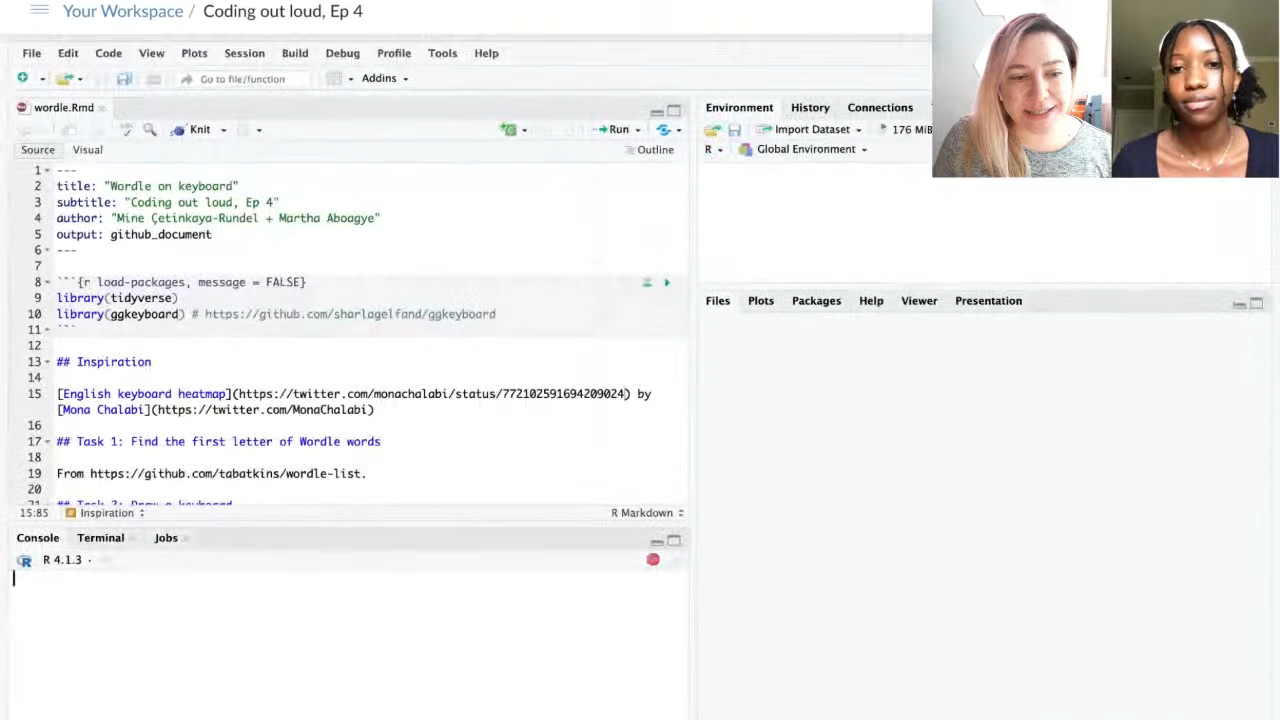 Your Workspace / Coding out loud, Ep 4
File Edit Code View Plots Session Build Debug Profile Tools Help
Go to file/function Addins
wordle.Rmd
Knit Run
Source Visual Outline
1 ---
2 title: "Wordle on keyboard"
3 subtitle: "Coding out loud, Ep 4"
4 author: "Mine Çetinkaya-Rundel + Martha Aboagye"
5 output: github_document
6 ---
7
8 ```{r load-packages, message = FALSE}
9 library(tidyverse)
10 library(ggkeyboard) # https://github.com/sharlagelfand/ggkeyboard
11 ```
12
13 ## Inspiration
14
15 [English keyboard heatmap](https://twitter.com/monachalabi/status/772102591694209024) by
[Mona Chalabi](https://twitter.com/MonaChalabi)
16
17 ## Task 1: Find the first letter of Wordle words
18
19 From https://github.com/tabatkins/wordle-list.
20
15:85 Inspiration R Markdown
Console Terminal Jobs
R 4.1.3 ·
Environment History Connections
Import Dataset 176 MiB
R Global Environment
Files Plots Packages Help Viewer Presentation